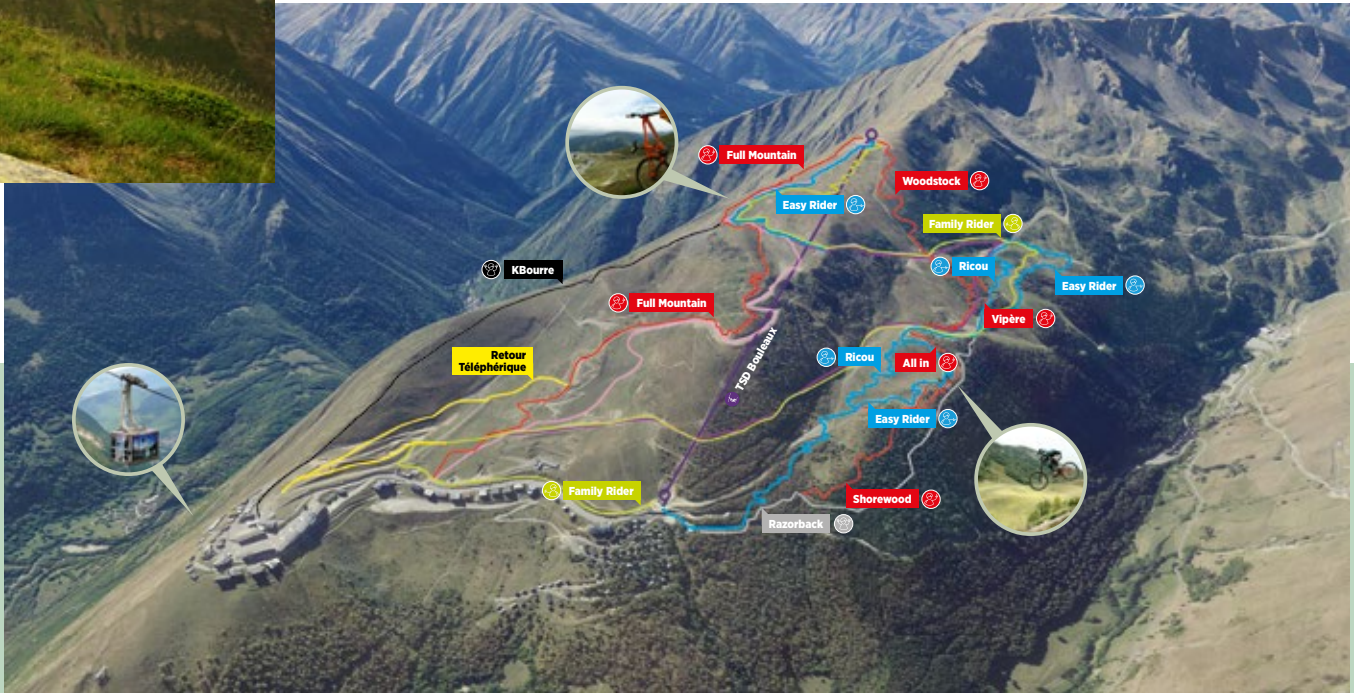 Full Mountain
Woodstock
Easy Rider
Family Rider
Ricou
KBourre
Easy Rider
Full Mountain
Vipère
TSD Bouleaux
Retour
Téléphérique
Ricou
All in
Easy Rider
Family Rider
Shorewood
Razorback